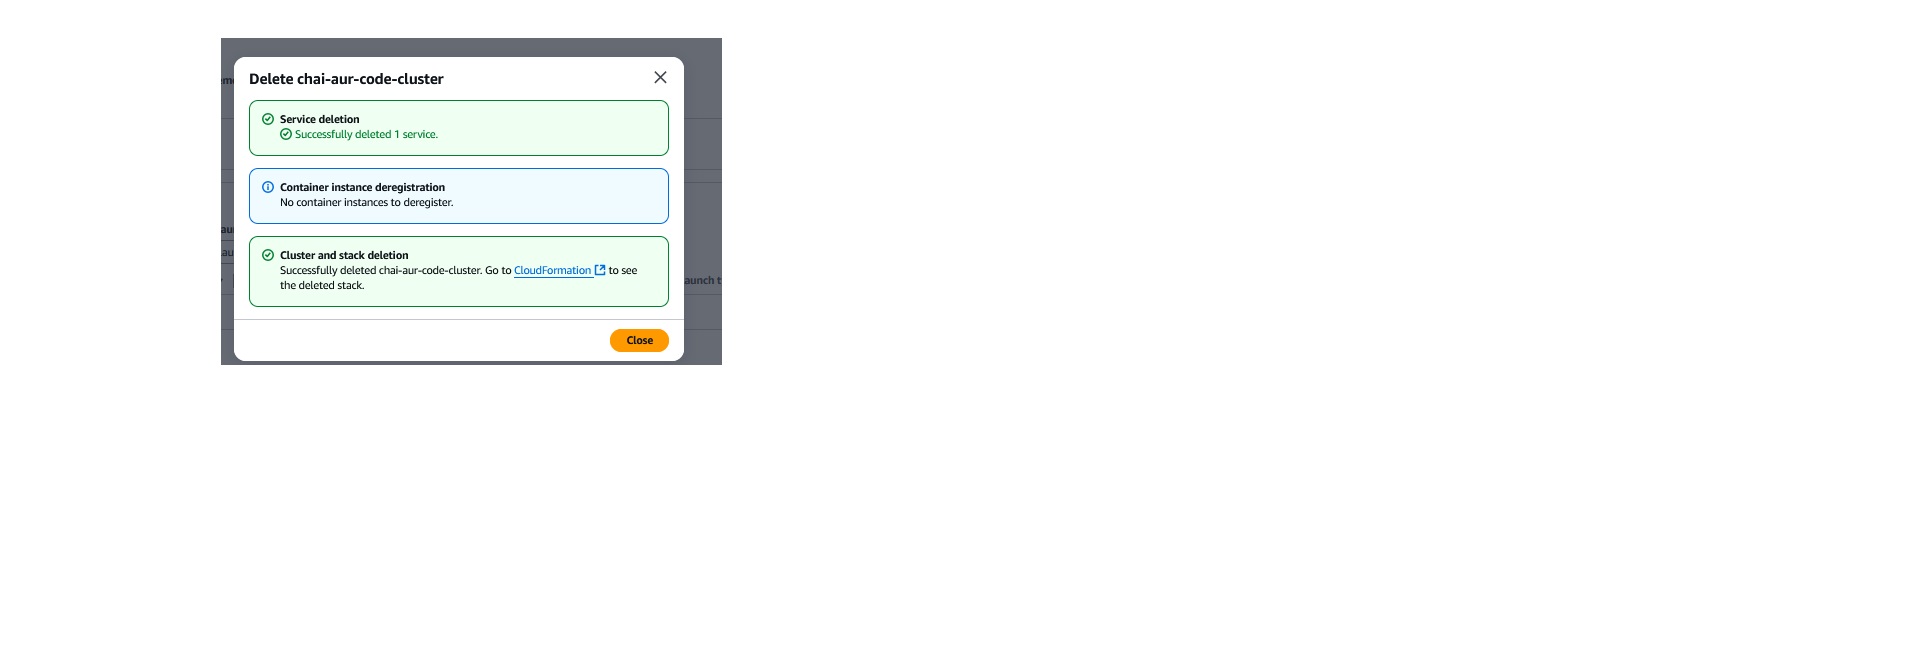 Delete chai-aur-code-cluster
Service deletion
Successfully deleted 1 service.
Container instance deregistration
No container instances to deregister.
Cluster and stack deletion
Successfully deleted chai-aur-code-cluster. Go to CloudFormation to see
the deleted stack.
Close